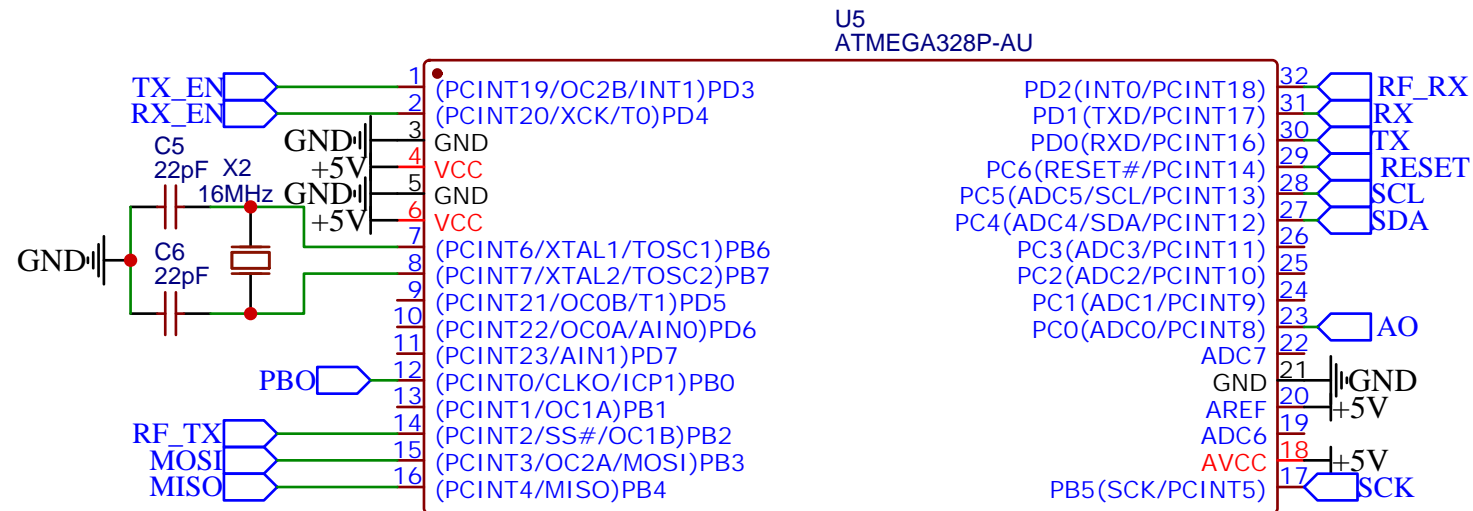 U5
ATMEGA328P-AU
TX_EN 1 (PCINT19/OC2B/INT1)PD3
RX_EN 2 (PCINT20/XCK/T0)PD4
GND 3 GND
+5V 4 VCC
GND 5 GND
+5V 6 VCC
7 (PCINT6/XTAL1/TOSC1)PB6
8 (PCINT7/XTAL2/TOSC2)PB7
9 (PCINT21/OC0B/T1)PD5
10 (PCINT22/OC0A/AIN0)PD6
11 (PCINT23/AIN1)PD7
PBO 12 (PCINT0/CLKO/ICP1)PB0
13 (PCINT1/OC1A)PB1
RF_TX 14 (PCINT2/SS#/OC1B)PB2
MOSI 15 (PCINT3/OC2A/MOSI)PB3
MISO 16 (PCINT4/MISO)PB4
C5
22pF
X2
16MHz
GND
C6
22pF
PD2(INT0/PCINT18) 32 RF_RX
PD1(TXD/PCINT17) 31 RX
PD0(RXD/PCINT16) 30 TX
PC6(RESET#/PCINT14) 29 RESET
PC5(ADC5/SCL/PCINT13) 28 SCL
PC4(ADC4/SDA/PCINT12) 27 SDA
PC3(ADC3/PCINT11) 26
PC2(ADC2/PCINT10) 25
PC1(ADC1/PCINT9) 24
PC0(ADC0/PCINT8) 23 AO
ADC7 22
GND 21 GND
AREF 20 +5V
ADC6 19
AVCC 18 +5V
PB5(SCK/PCINT5) 17 SCK